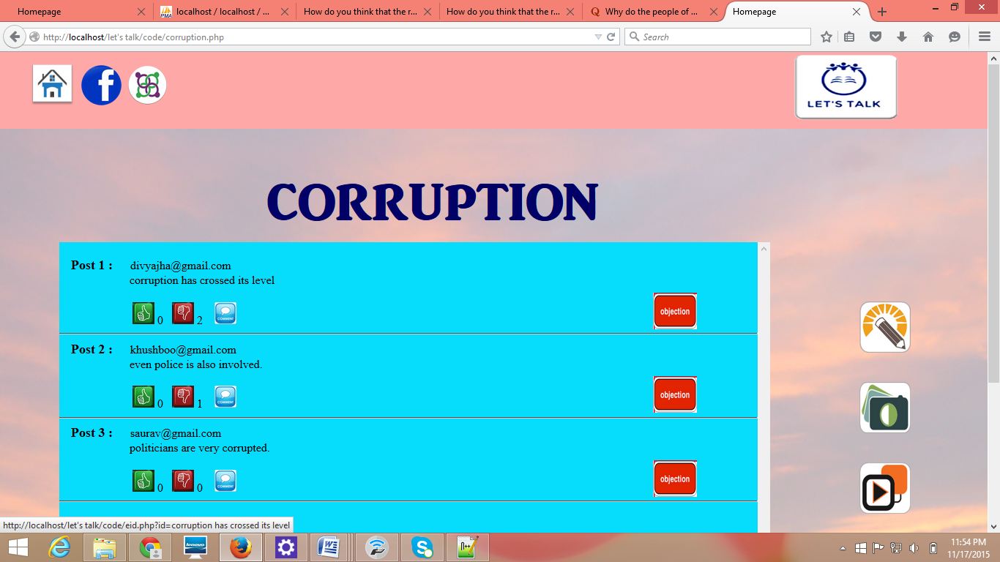 Homepage
localhost / localhost / ...
How do you think that the r...
How do you think that the r...
Why do the people of ...
Homepage
http://localhost/let's talk/code/corruption.php
Search
LET'S TALK
CORRUPTION
Post 1 : divyajha@gmail.com
corruption has crossed its level
0 2 COMMENT
objection
Post 2 : khushboo@gmail.com
even police is also involved.
0 1 COMMENT
objection
Post 3 : saurav@gmail.com
politicians are very corrupted.
0 0 COMMENT
objection
http://localhost/let's talk/code/eid.php?id=corruption has crossed its level
lenovo
11:54 PM
11/17/2015